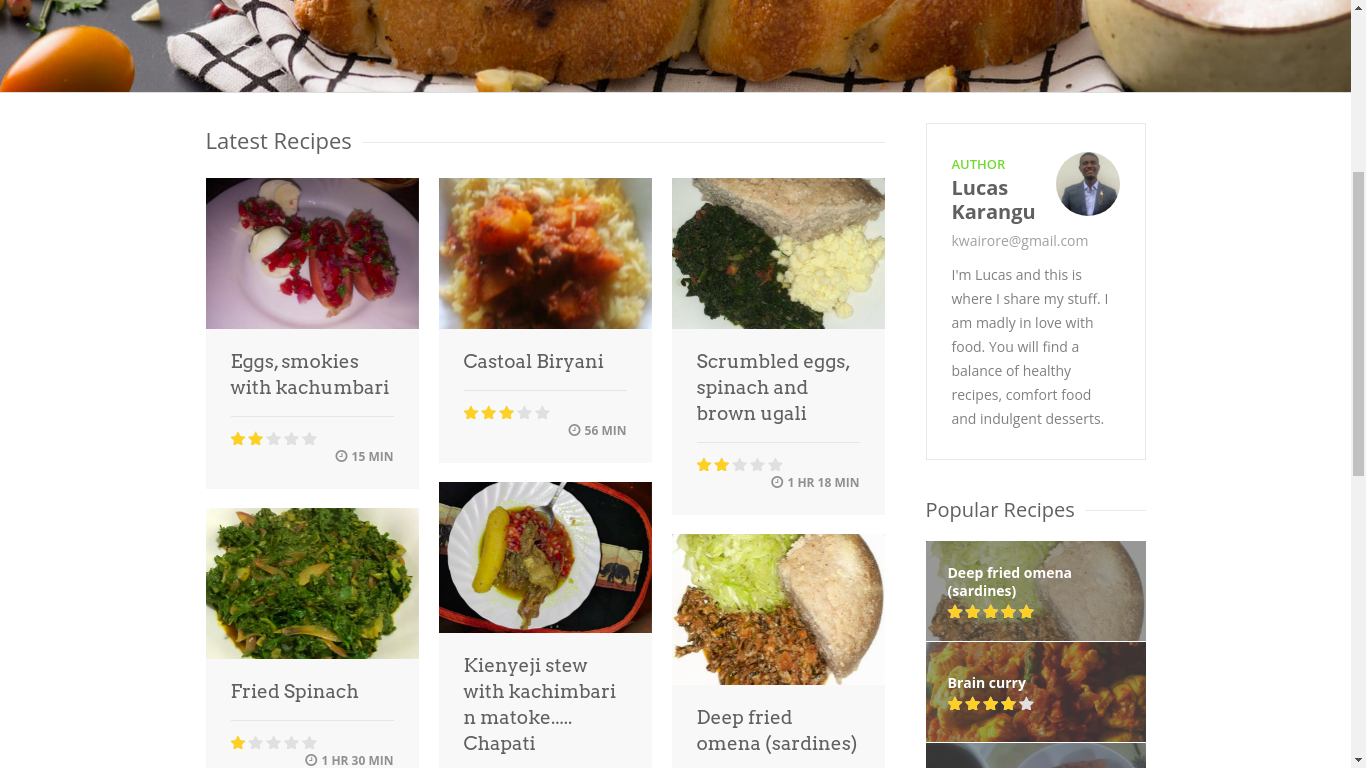 Latest Recipes
Eggs, smokies
with kachumbari
15 MIN
Castoal Biryani
56 MIN
Scrumbled eggs,
spinach and
brown ugali
1 HR 18 MIN
Fried Spinach
1 HR 30 MIN
Kienyeji stew
with kachimbari
n matoke.....
Chapati
Deep fried
omena (sardines)
AUTHOR
Lucas
Karangu
kwairore@gmail.com
I'm Lucas and this is
where I share my stuff. I
am madly in love with
food. You will find a
balance of healthy
recipes, comfort food
and indulgent desserts.
Popular Recipes
Deep fried omena
(sardines)
Brain curry